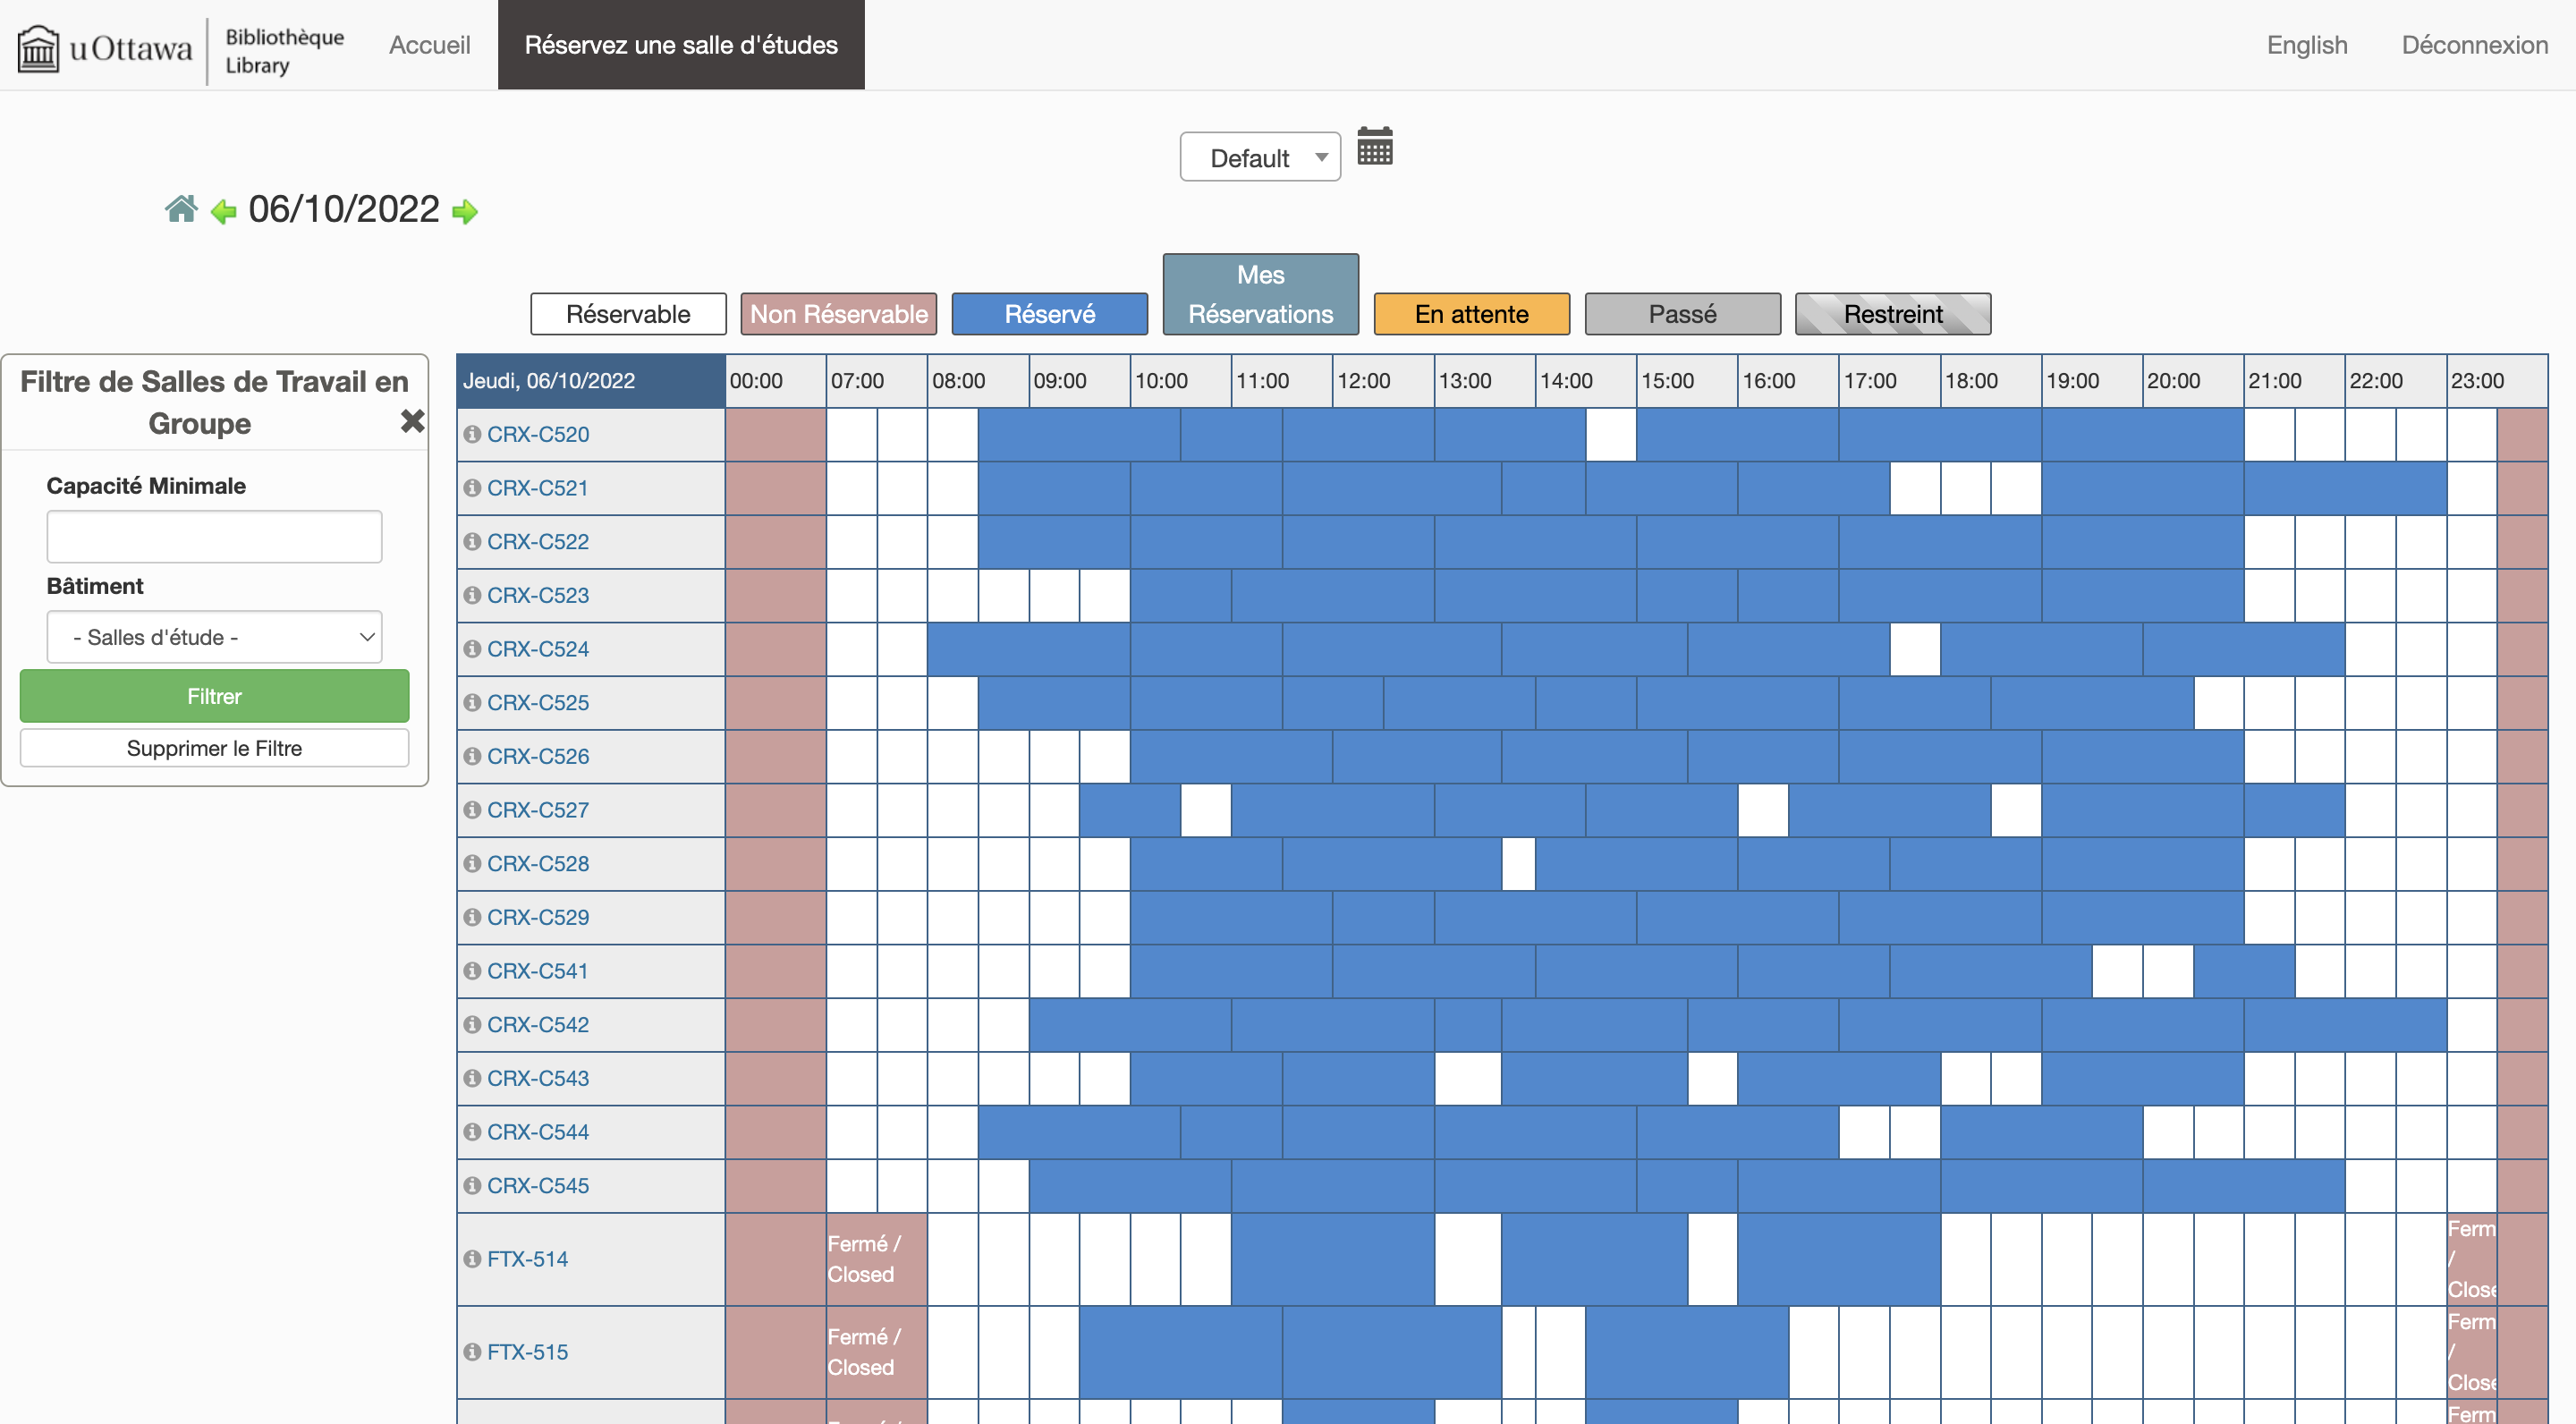 uOttawa
Bibliothèque
Library
Accueil
Réservez une salle d'études
English
Déconnexion
Default
06/10/2022
Réservable
Non Réservable
Réservé
Mes
Réservations
En attente
Passé
Restreint
Filtre de Salles de Travail en
Groupe
Capacité Minimale
Bâtiment
- Salles d'étude -
Filtrer
Supprimer le Filtre
Jeudi, 06/10/2022 00:00 07:00 08:00 09:00 10:00 11:00 12:00 13:00 14:00 15:00 16:00 17:00 18:00 19:00 20:00 21:00 22:00 23:00
CRX-C520
CRX-C521
CRX-C522
CRX-C523
CRX-C524
CRX-C525
CRX-C526
CRX-C527
CRX-C528
CRX-C529
CRX-C541
CRX-C542
CRX-C543
CRX-C544
CRX-C545
FTX-514
Fermé /
Closed
Ferm
/
Close
FTX-515
Fermé /
Closed
Ferm
/
Close
Ferm